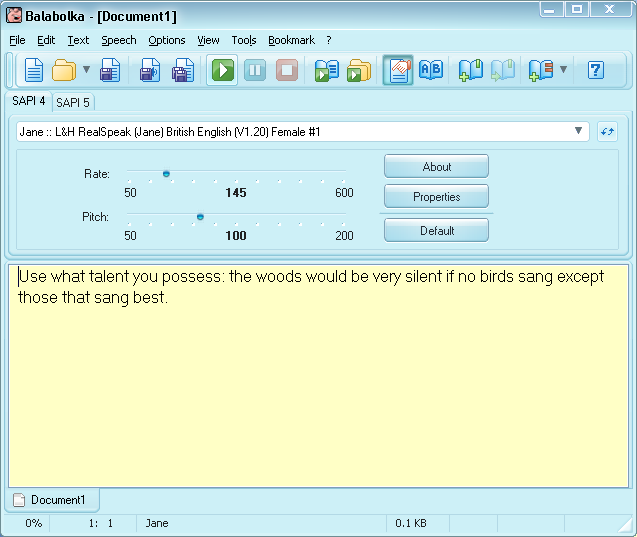 Balabolka - [Document1]
File Edit Text Speech Options View Tools Bookmark ?
AB
?
SAPI 4 SAPI 5
Jane :: L&H RealSpeak (Jane) British English (V1.20) Female #1
Rate:
50 145 600
Pitch:
50 100 200
About
Properties
Default
Use what talent you possess: the woods would be very silent if no birds sang except
those that sang best.
Document1
0% 1: 1 Jane 0.1 KB